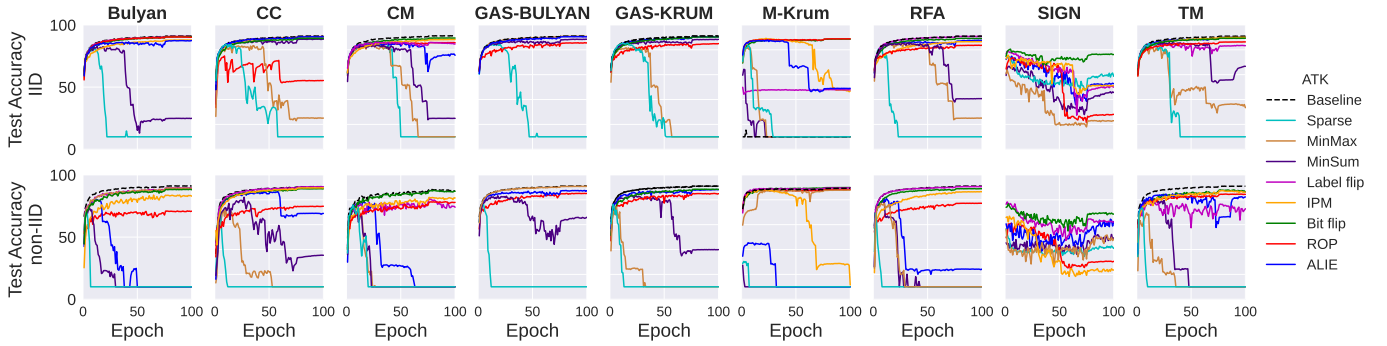 Bulyan CC CM GAS-BULYAN GAS-KRUM M-Krum RFA SIGN TM
Test Accuracy
IID
100
50
0
Test Accuracy
non-IID
100
50
0
0 50 100 0 50 100 0 50 100 0 50 100 0 50 100 0 50 100 0 50 100 0 50 100 0 50 100
Epoch Epoch Epoch Epoch Epoch Epoch Epoch Epoch Epoch
ATK
Baseline
Sparse
MinMax
MinSum
Label flip
IPM
Bit flip
ROP
ALIE